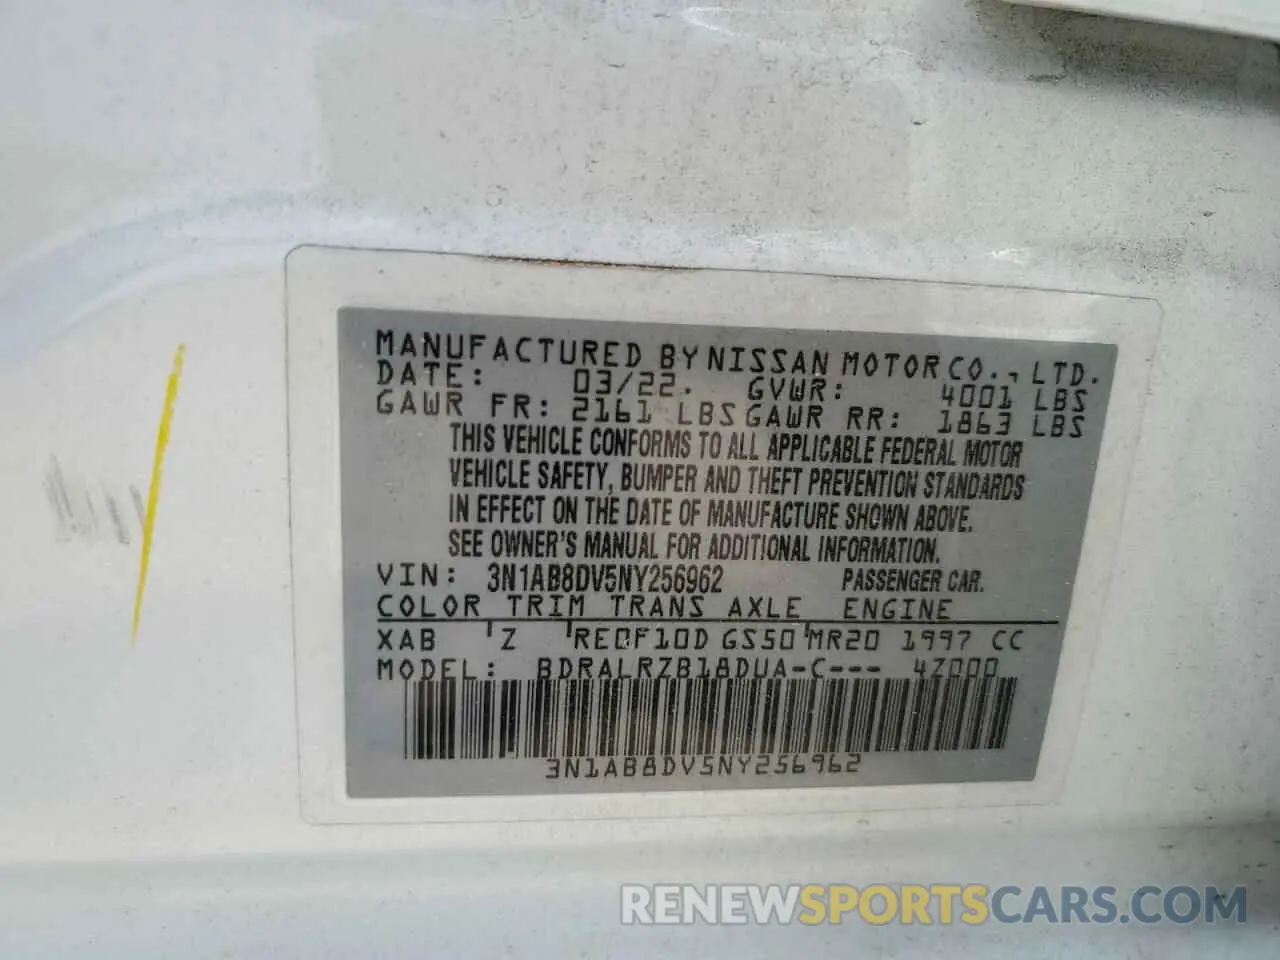 MANUFACTURED BY NISSAN MOTOR CO., LTD.
DATE: 03/22. GVWR: 4001 LBS
GAWR FR: 2161 LBS GAWR RR: 1863 LBS
THIS VEHICLE CONFORMS TO ALL APPLICABLE FEDERAL MOTOR
VEHICLE SAFETY, BUMPER AND THEFT PREVENTION STANDARDS
IN EFFECT ON THE DATE OF MANUFACTURE SHOWN ABOVE.
SEE OWNER'S MANUAL FOR ADDITIONAL INFORMATION.
VIN: 3N1AB8DV5NY256962 PASSENGER CAR.
COLOR TRIM TRANS AXLE ENGINE
XAB Z RE0F10D GS50 MR20 1997 CC
MODEL: BDRALRZB18DUA-C--- 4Z000
3N1AB8DV5NY256962
RENEWSPORTSCARS.COM